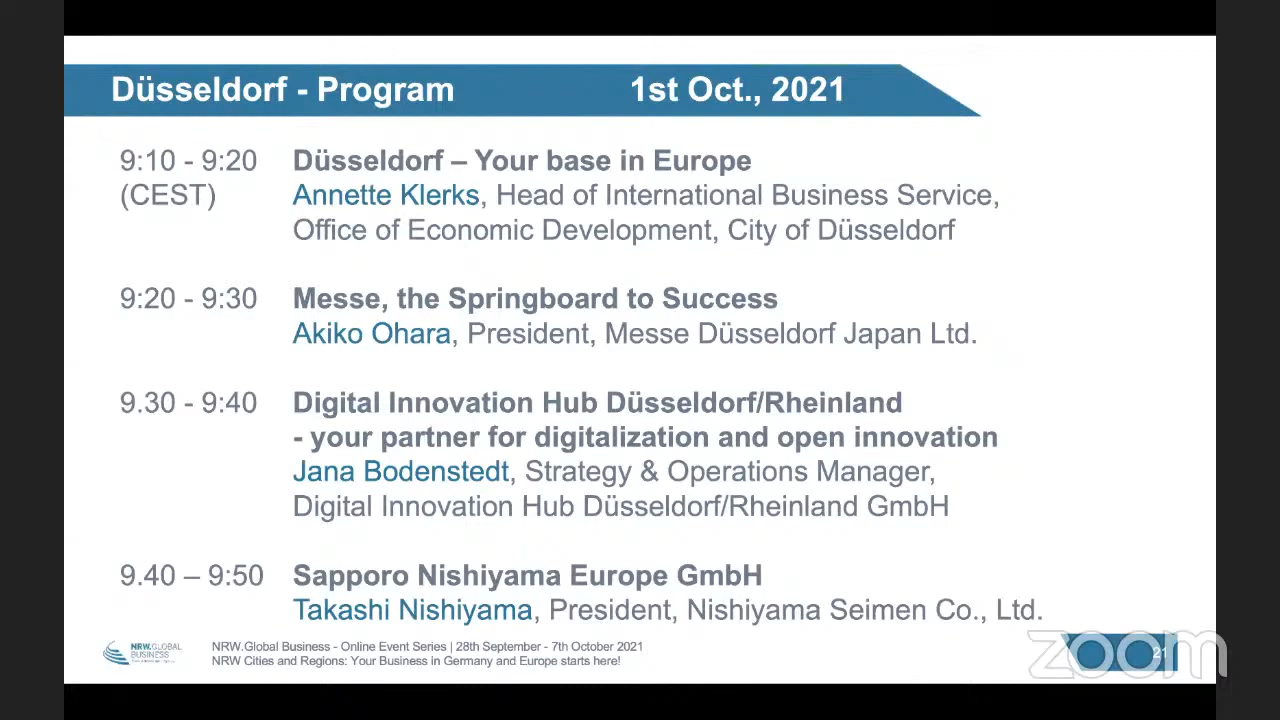 Düsseldorf - Program 1st Oct., 2021
9:10 - 9:20 Düsseldorf – Your base in Europe
(CEST) Annette Klerks, Head of International Business Service,
Office of Economic Development, City of Düsseldorf
9:20 - 9:30 Messe, the Springboard to Success
Akiko Ohara, President, Messe Düsseldorf Japan Ltd.
9.30 - 9:40 Digital Innovation Hub Düsseldorf/Rheinland
- your partner for digitalization and open innovation
Jana Bodenstedt, Strategy & Operations Manager,
Digital Innovation Hub Düsseldorf/Rheinland GmbH
9.40 – 9:50 Sapporo Nishiyama Europe GmbH
Takashi Nishiyama, President, Nishiyama Seimen Co., Ltd.
NRW.GLOBAL
BUSINESS
NRW.Global Business - Online Event Series | 28th September - 7th October 2021
NRW Cities and Regions: Your Business in Germany and Europe starts here!
21
zoom